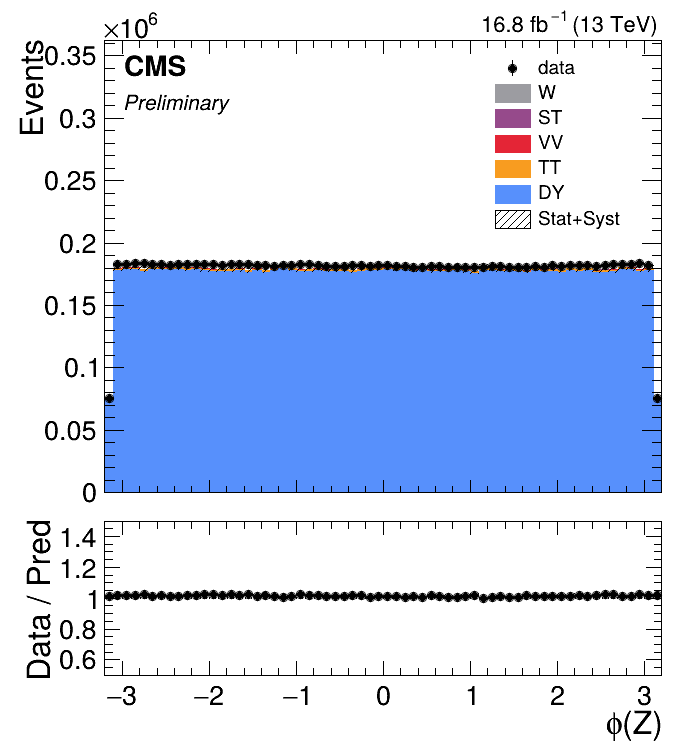 ×10⁶
16.8 fb⁻¹ (13 TeV)
Events
CMS
Preliminary
data
W
ST
VV
TT
DY
Stat+Syst
0.35
0.3
0.25
0.2
0.15
0.1
0.05
0
Data / Pred
1.4
1.2
1
0.8
0.6
−3 −2 −1 0 1 2 3
ϕ(Z)